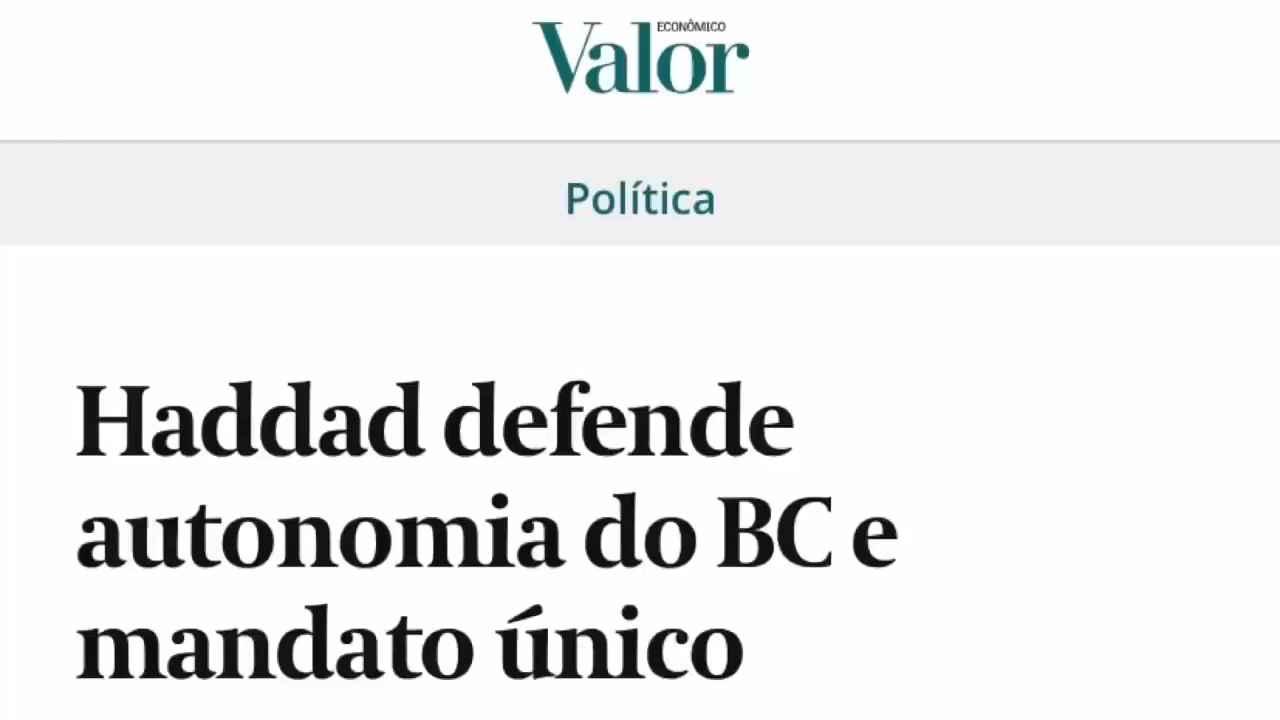 ECONÔMICO
Valor
Política
Haddad defende
autonomia do BC e
mandato único